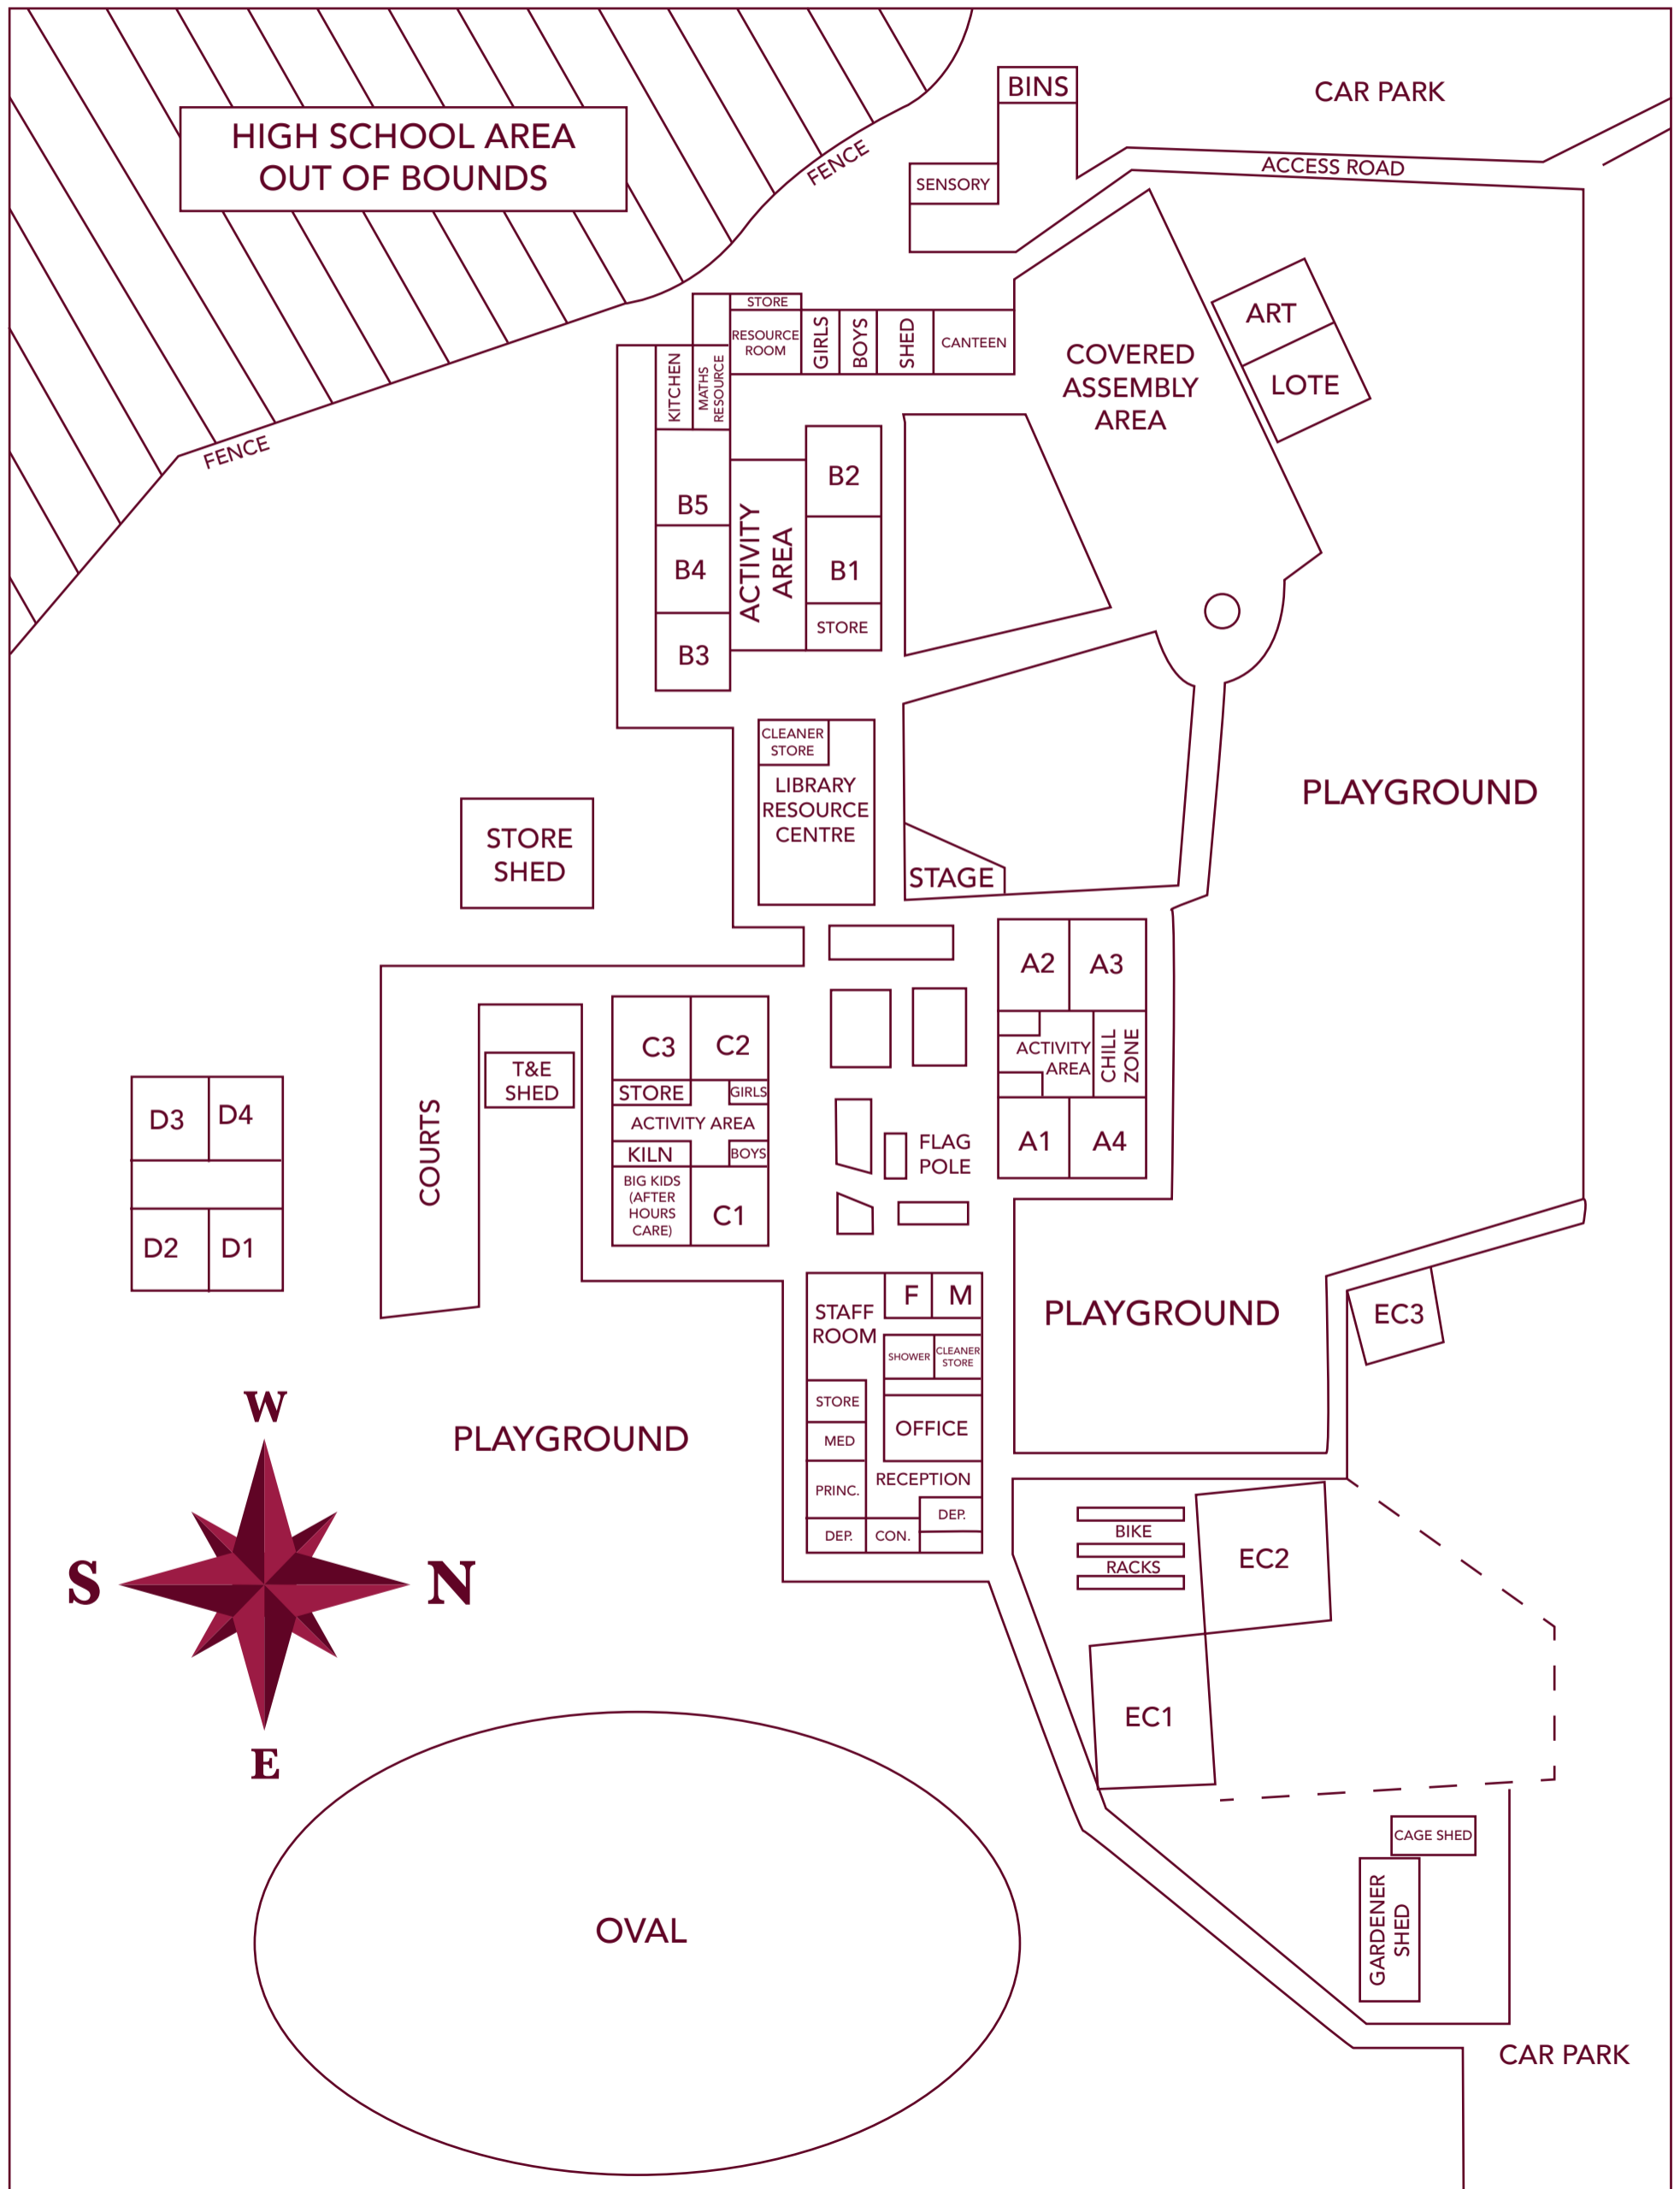 BINS
CAR PARK
HIGH SCHOOL AREA
OUT OF BOUNDS
FENCE
ACCESS ROAD
SENSORY
STORE
RESOURCE
ROOM
GIRLS
BOYS
SHED
CANTEEN
ART
LOTE
COVERED
ASSEMBLY
AREA
KITCHEN
MATHS
RESOURCE
FENCE
B5
B4
B3
ACTIVITY
AREA
B2
B1
STORE
CLEANER
STORE
LIBRARY
RESOURCE
CENTRE
PLAYGROUND
STORE
SHED
STAGE
A2
A3
ACTIVITY
AREA
CHILL
ZONE
A1
A4
C3
C2
STORE
GIRLS
ACTIVITY AREA
KILN
BOYS
BIG KIDS
(AFTER
HOURS
CARE)
C1
T&E
SHED
COURTS
D3
D4
D2
D1
FLAG
POLE
STAFF
ROOM
F
M
SHOWER
CLEANER
STORE
STORE
MED
OFFICE
PRINC.
RECEPTION
DEP.
DEP.
CON.
PLAYGROUND
EC3
PLAYGROUND
W
S
N
E
BIKE
RACKS
EC2
EC1
CAGE SHED
GARDENER
SHED
OVAL
CAR PARK